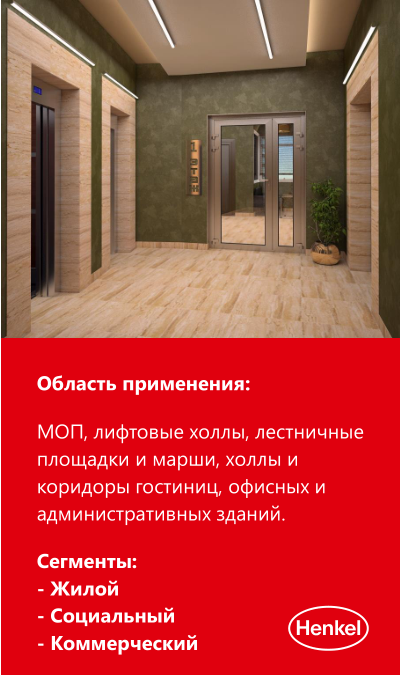 Область применения:
МОП, лифтовые холлы, лестничные
площадки и марши, холлы и
коридоры гостиниц, офисных и
административных зданий.
Сегменты:
- Жилой
- Социальный
- Коммерческий
Henkel